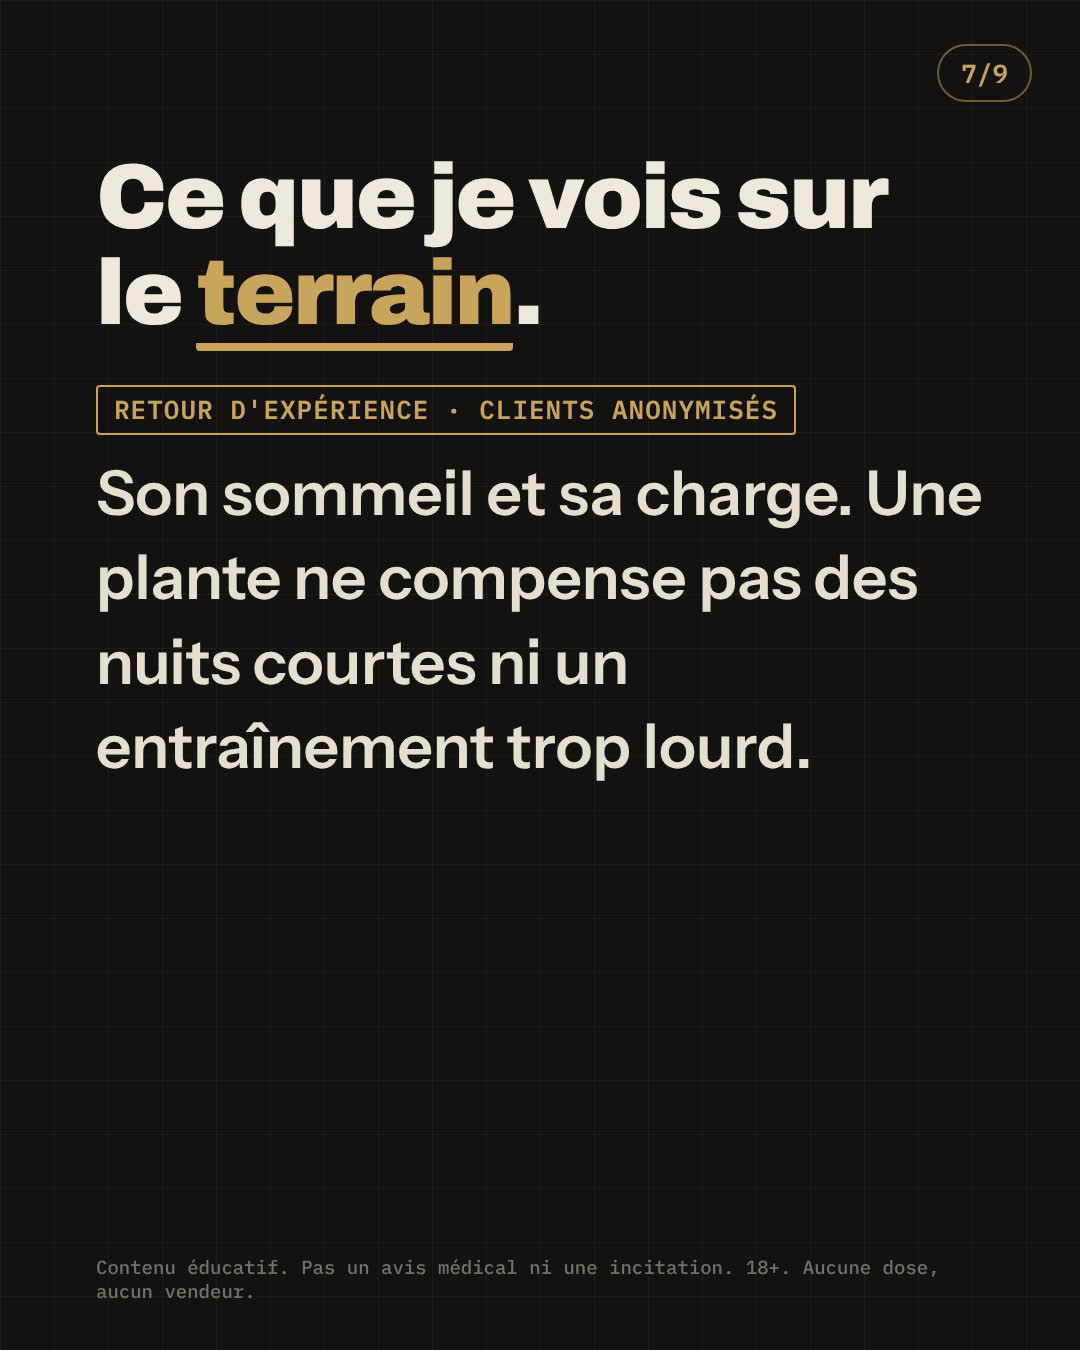 7/9
Ce que je vois sur
le terrain.
RETOUR D'EXPÉRIENCE · CLIENTS ANONYMISÉS
Son sommeil et sa charge. Une
plante ne compense pas des
nuits courtes ni un
entraînement trop lourd.
Contenu éducatif. Pas un avis médical ni une incitation. 18+. Aucune dose,
aucun vendeur.